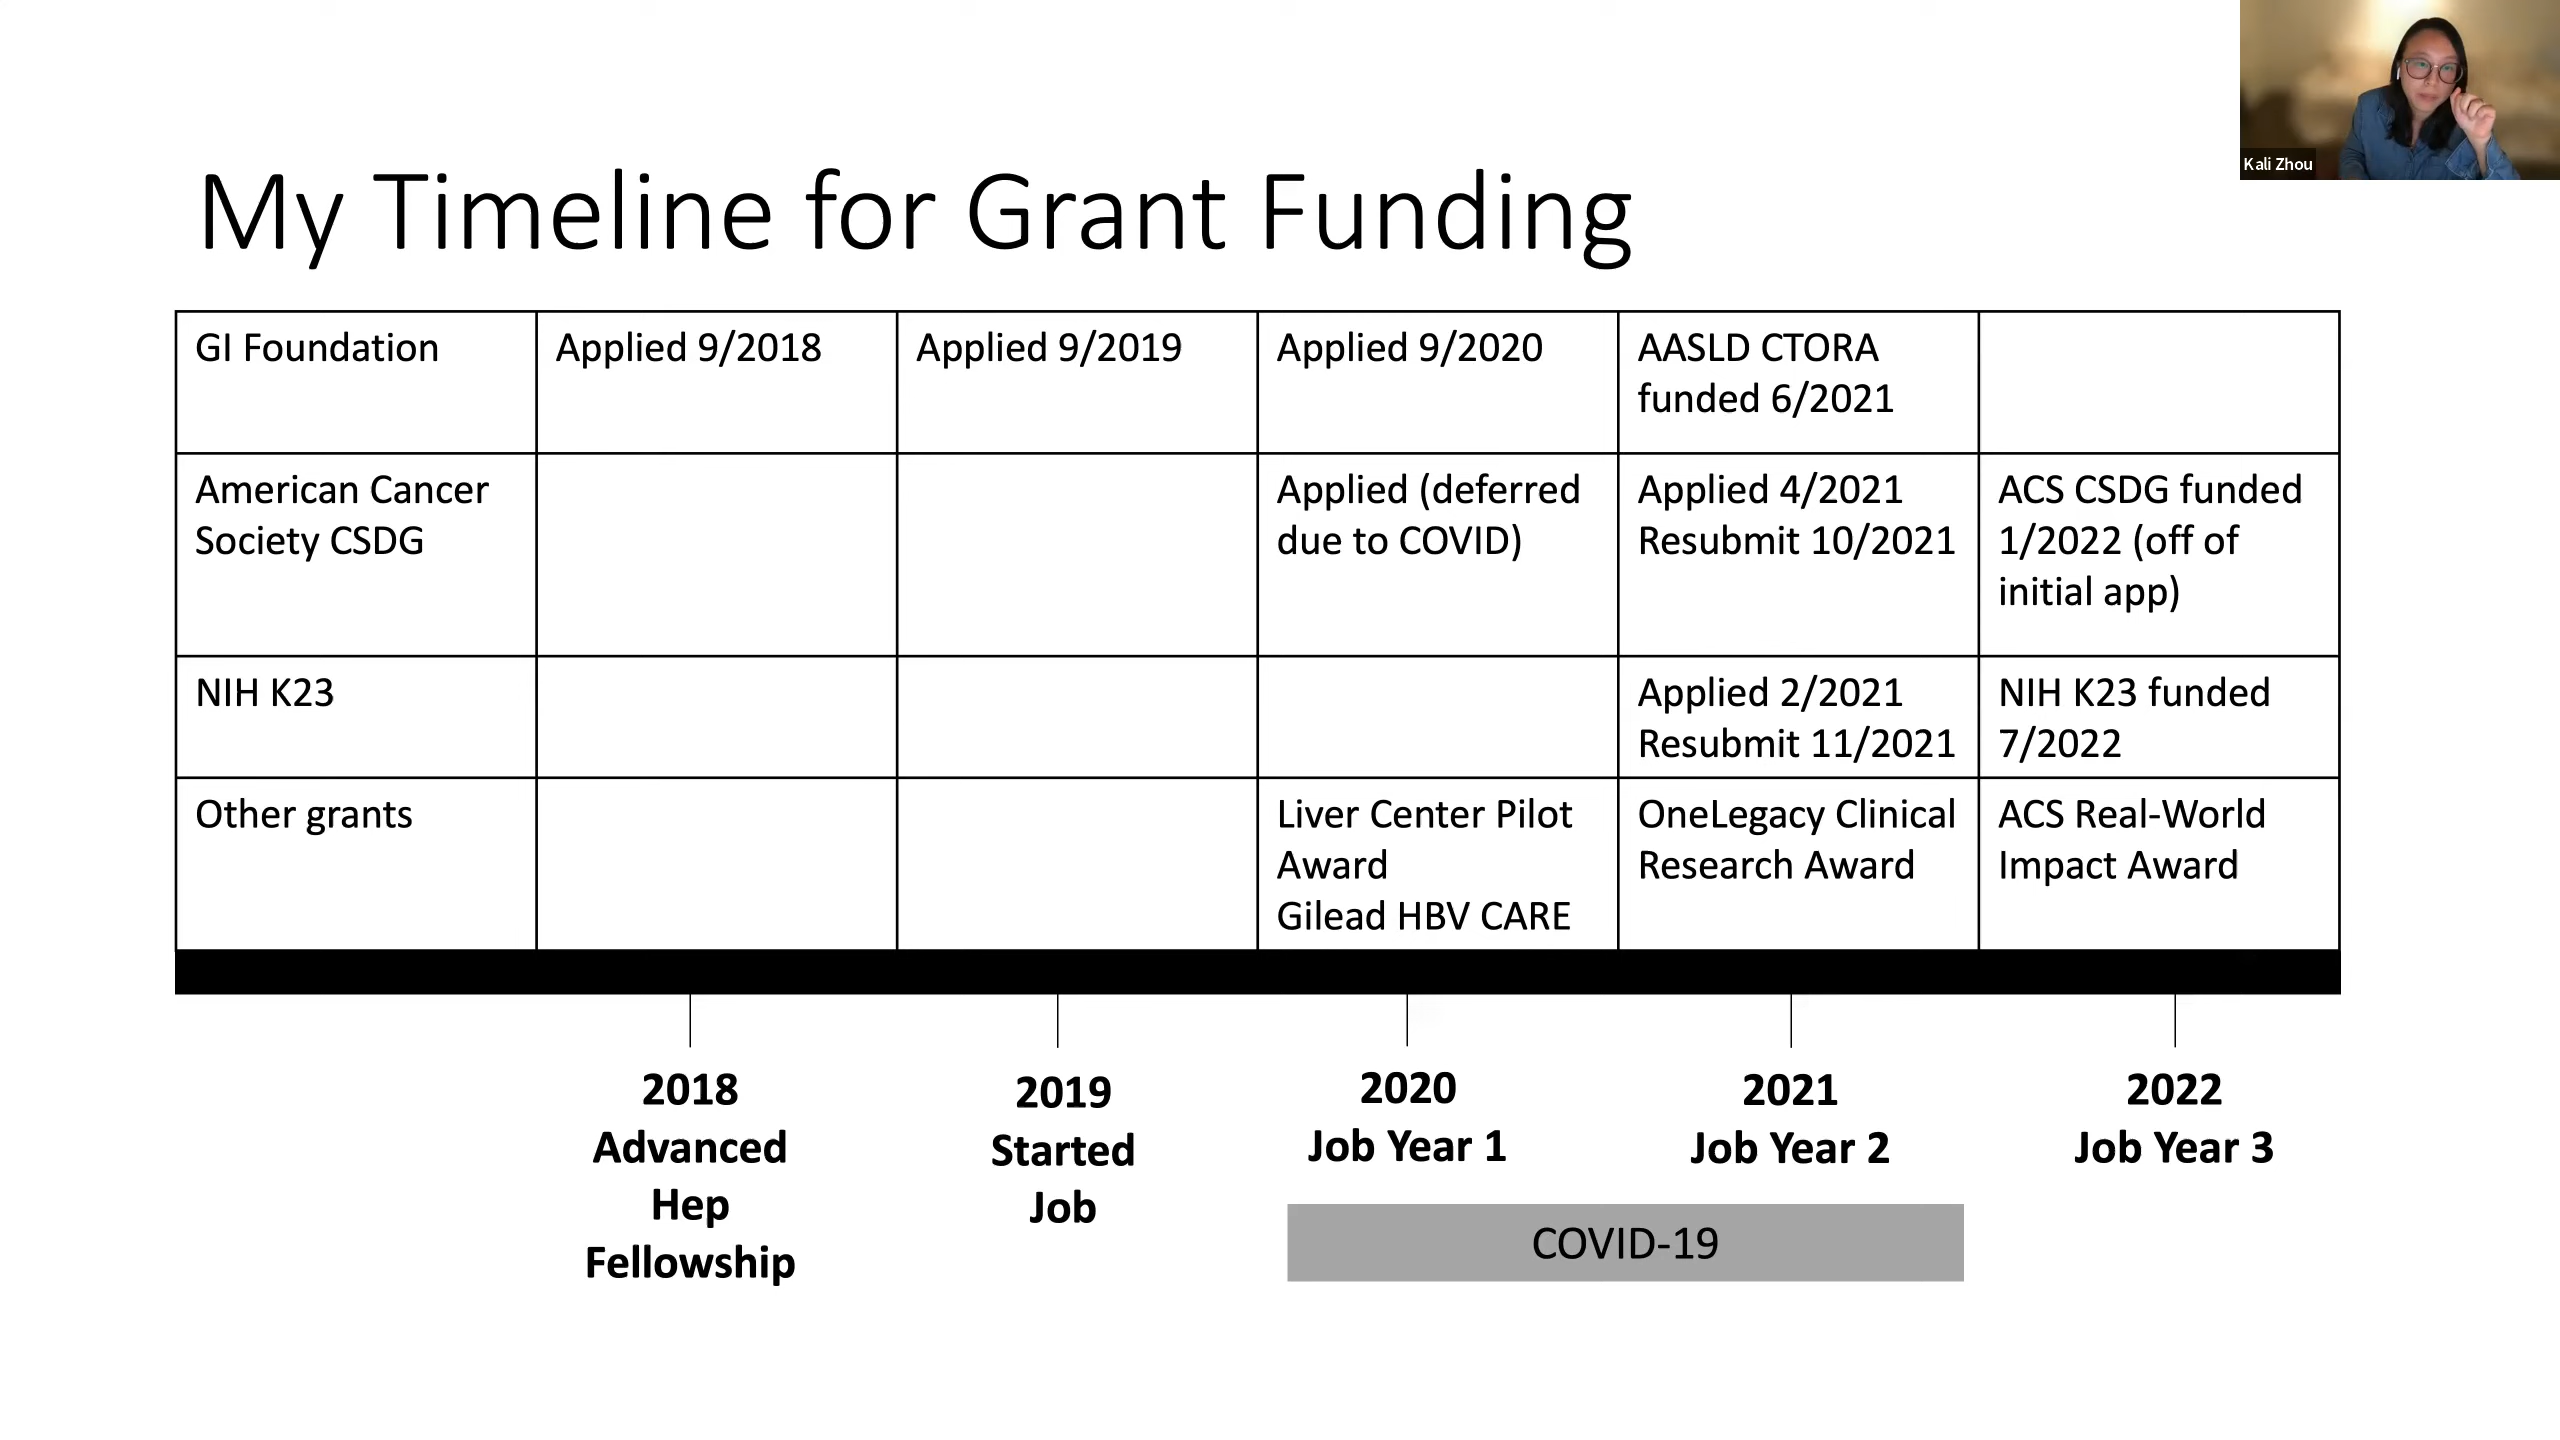 Kali Zhou
My Timeline for Grant Funding
GI Foundation
Applied 9/2018
Applied 9/2019
Applied 9/2020
AASLD CTORA
funded 6/2021
American Cancer
Society CSDG
Applied (deferred
due to COVID)
Applied 4/2021
Resubmit 10/2021
ACS CSDG funded
1/2022 (off of
initial app)
NIH K23
Applied 2/2021
Resubmit 11/2021
NIH K23 funded
7/2022
Other grants
Liver Center Pilot
Award
Gilead HBV CARE
OneLegacy Clinical
Research Award
ACS Real-World
Impact Award
2018
Advanced
Hep
Fellowship
2019
Started
Job
2020
Job Year 1
2021
Job Year 2
2022
Job Year 3
COVID-19